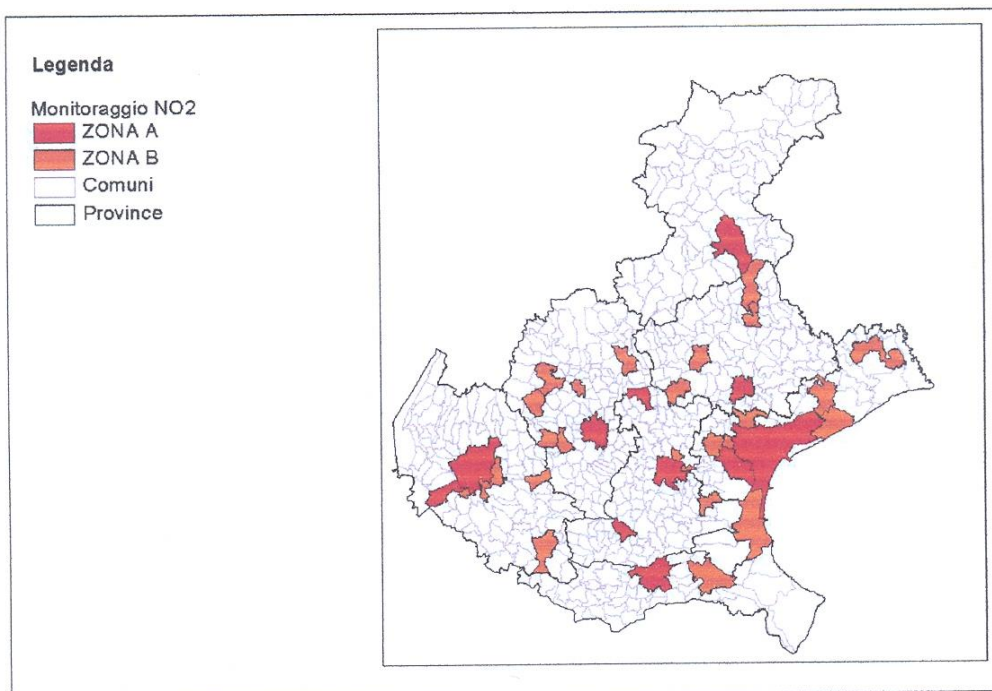 Legenda
Monitoraggio NO2
ZONA A
ZONA B
Comuni
Province